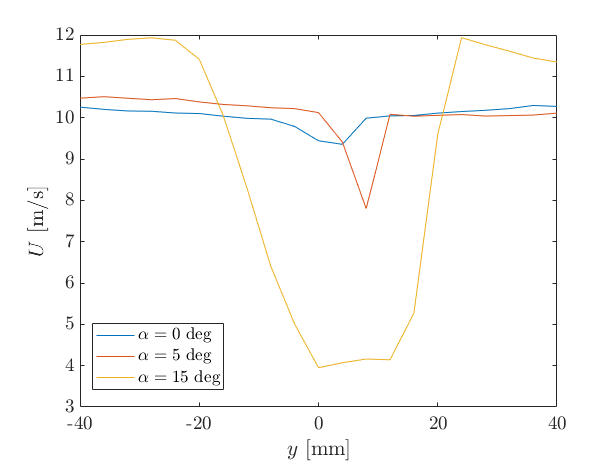 12
11
10
9
8
7
6
5
4
3
U [m/s]
α = 0 deg
α = 5 deg
α = 15 deg
-40 -20 0 20 40
y [mm]